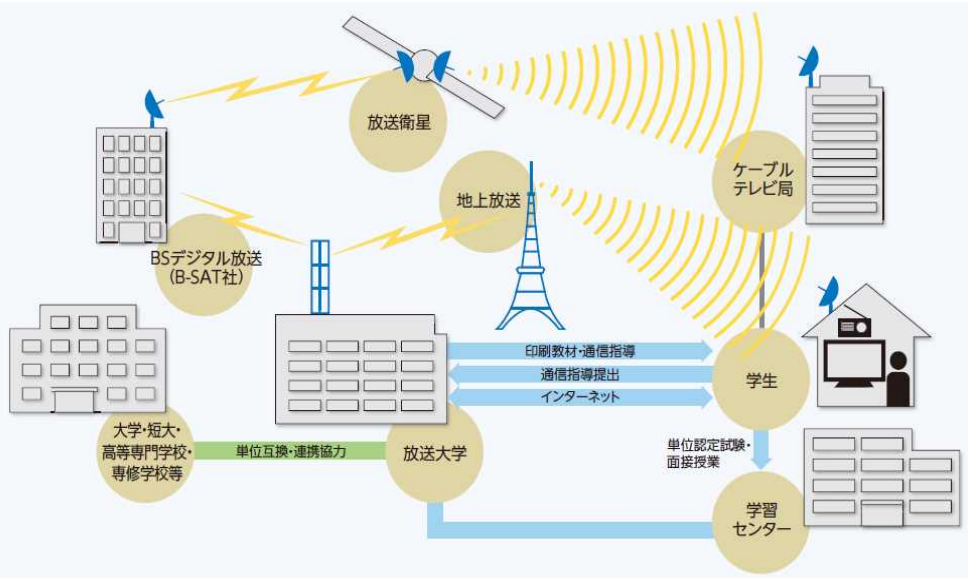 放送衛星
ケーブル
テレビ局
地上放送
BSデジタル放送
（B-SAT社）
印刷教材・通信指導
通信指導提出
インターネット
学生
大学・短大・
高等専門学校・
専修学校等
単位互換・連携協力
放送大学
単位認定試験・
面接授業
学習
センター